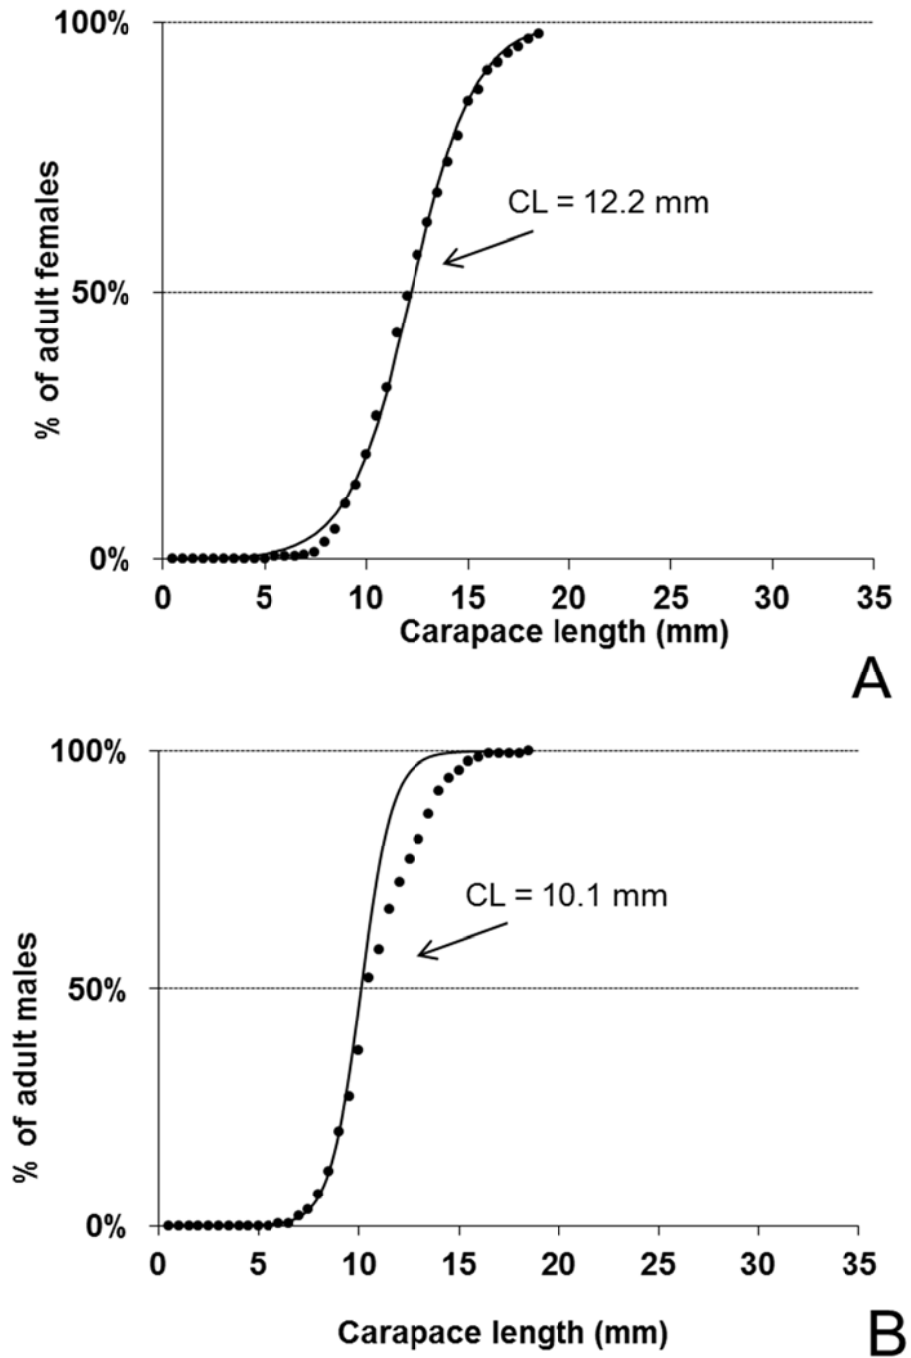 100%
% of adult females
CL = 12.2 mm
50%
0%
0 5 10 15 20 25 30 35
Carapace length (mm)
A
100%
% of adult males
CL = 10.1 mm
50%
0%
0 5 10 15 20 25 30 35
Carapace length (mm)
B